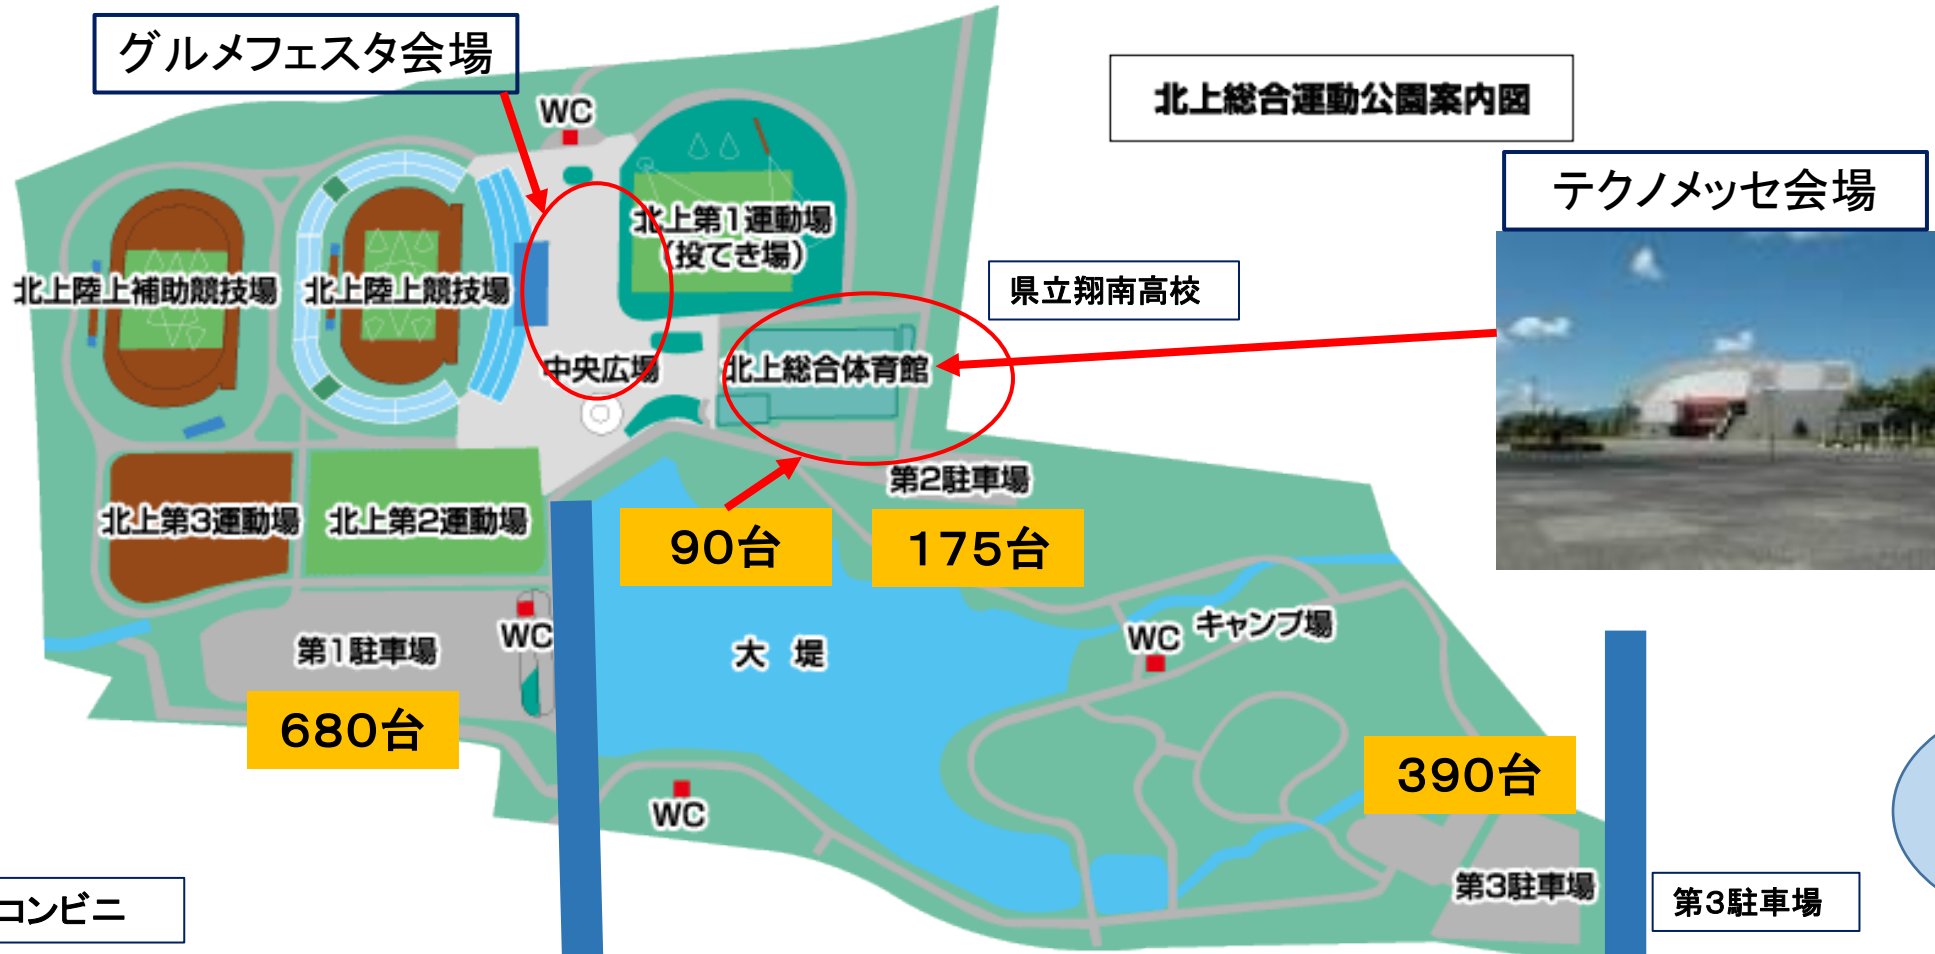 グルメフェスタ会場
北上総合運動公園案内図
WC
テクノメッセ会場
北上第1運動場
(投てき場)
県立翔南高校
北上陸上補助競技場
北上陸上競技場
中央広場
北上総合体育館
第2駐車場
北上第3運動場
北上第2運動場
90台
175台
第1駐車場
WC
大 堤
WC
キャンプ場
680台
390台
WC
第3駐車場
第3駐車場
コンビニ